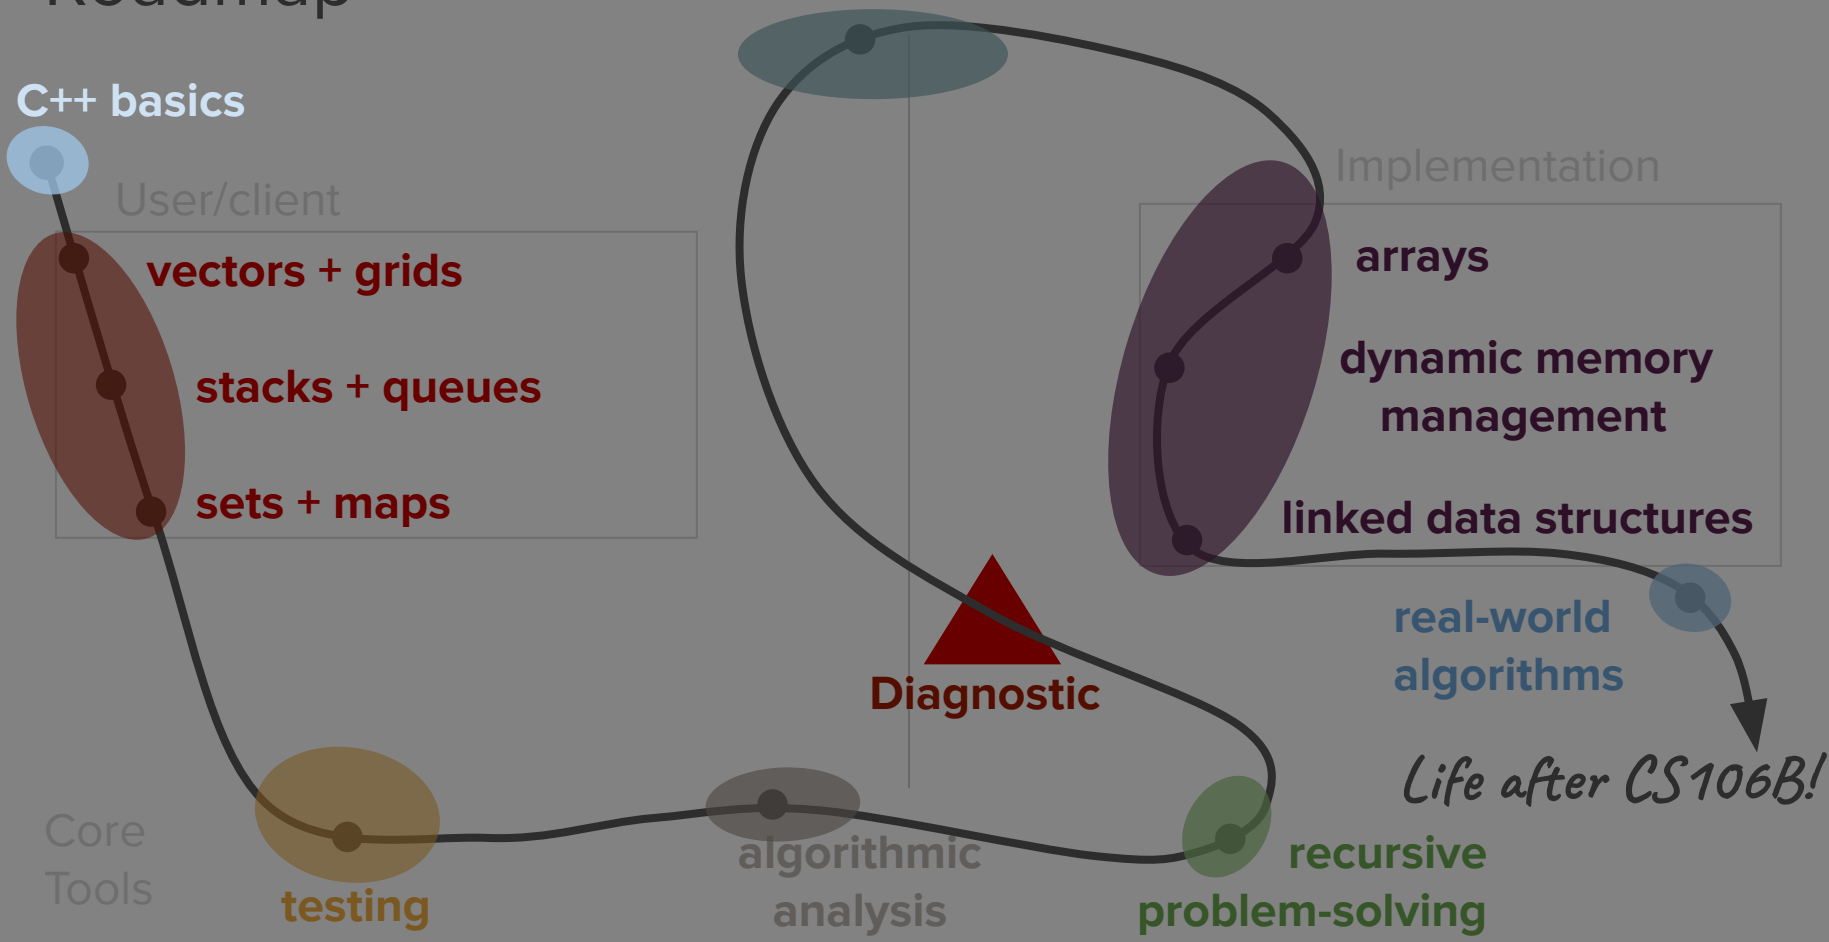 Roadmap
C++ basics
User/client
vectors + grids
stacks + queues
sets + maps
Implementation
arrays
dynamic memory
management
linked data structures
real-world
algorithms
Diagnostic
Life after CS106B!
Core
Tools
testing
algorithmic
analysis
recursive
problem-solving